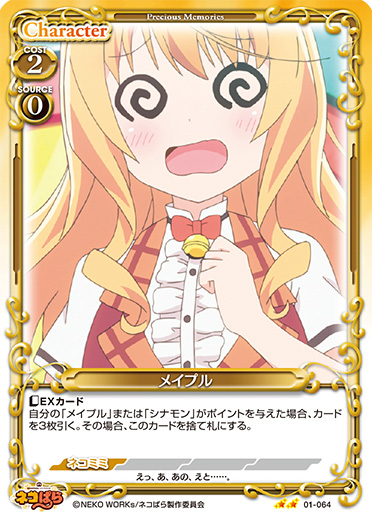 Precious Memories
Character
COST
2
SOURCE
0
メイプル
EXカード
自分の「メイプル」または「シナモン」がポイントを与えた場合、カード
を3枚引く。その場合、このカードを捨て札にする。
ネコミミ
えっ、あ、あの、えと……。
ネコぱら
©NEKO WORKs/ネコぱら製作委員会
01-064